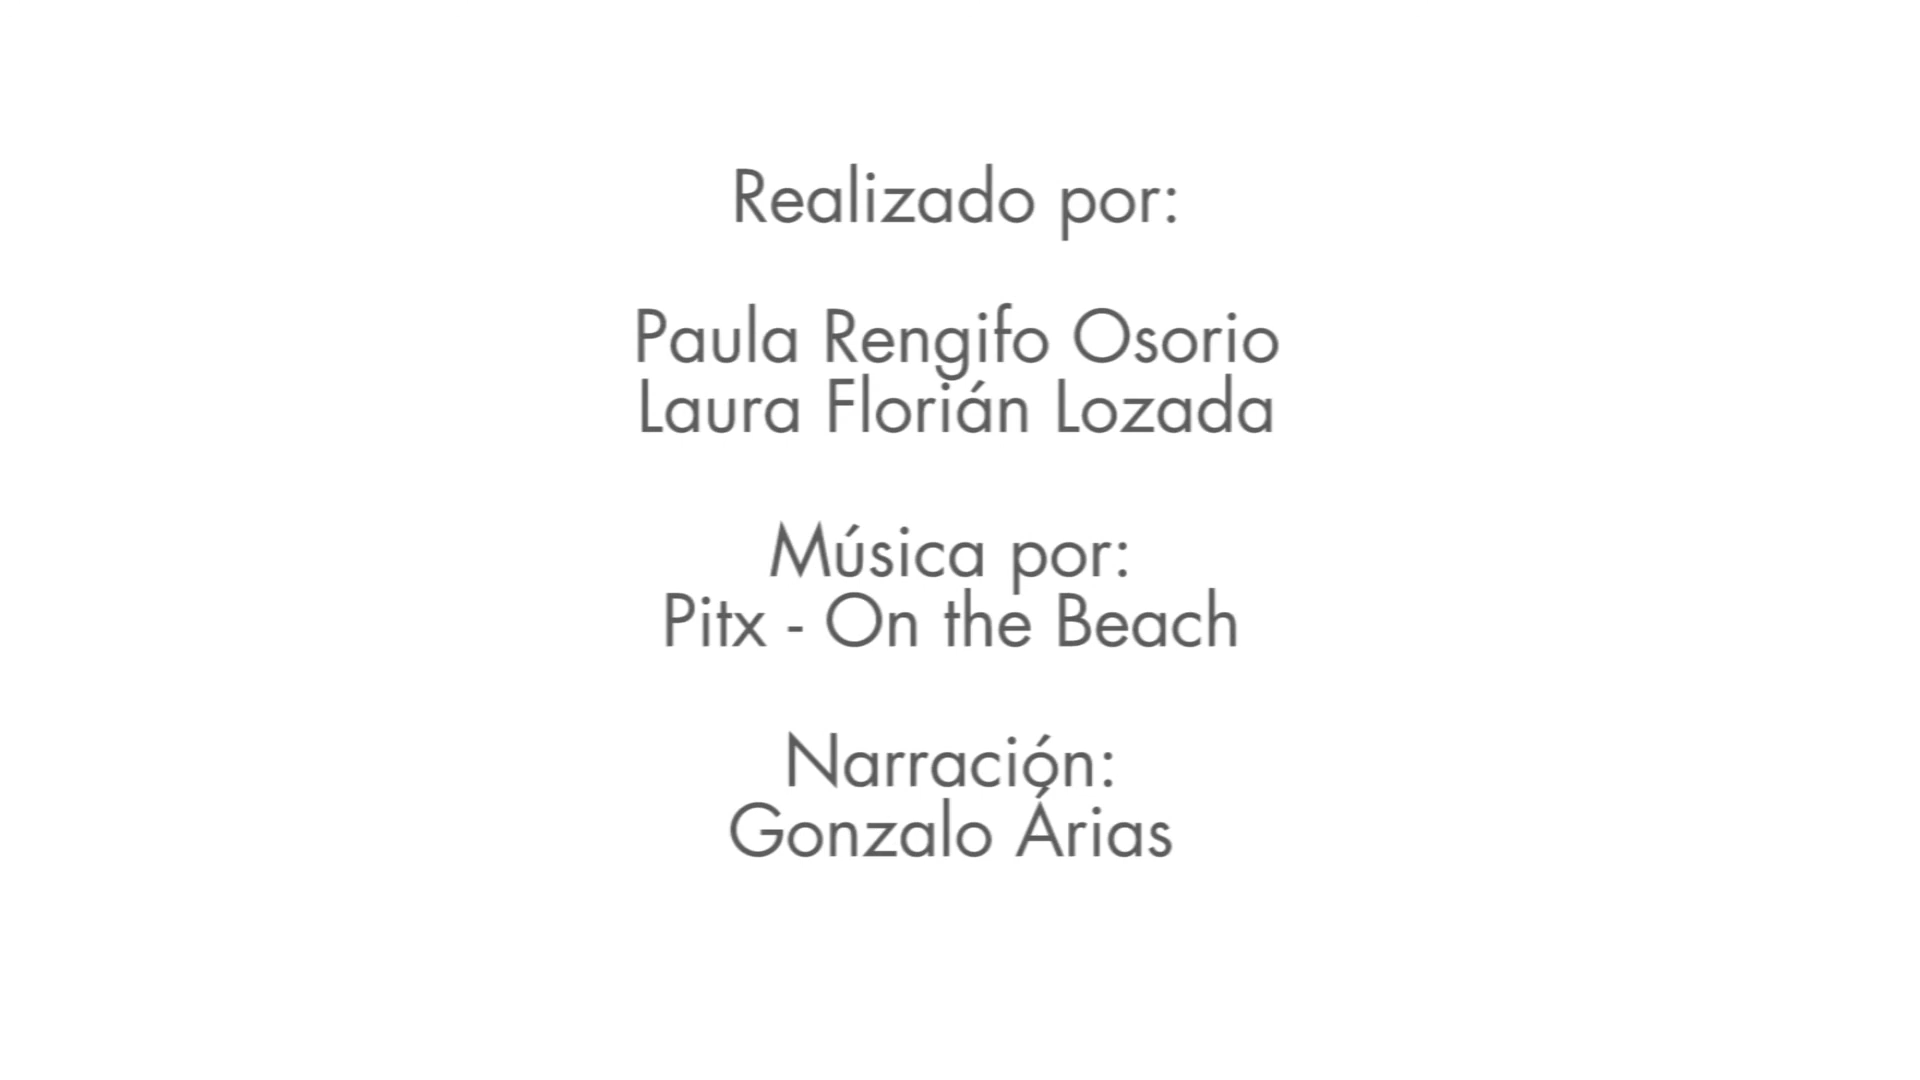 Realizado por:
Paula Rengifo Osorio
Laura Florián Lozada
Música por:
Pitx - On the Beach
Narración:
Gonzalo Árias